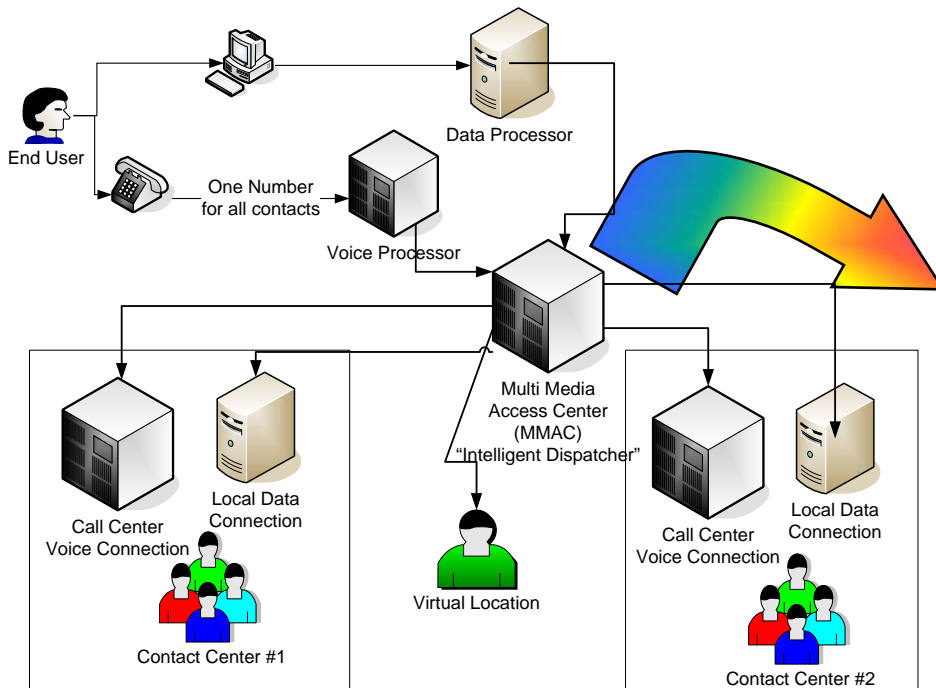 Data Processor
End User
One Number
for all contacts
Voice Processor
Multi Media
Access Center
(MMAC)
“Intelligent Dispatcher”
Call Center
Voice Connection
Local Data
Connection
Contact Center #1
Virtual Location
Call Center
Voice Connection
Local Data
Connection
Contact Center #2